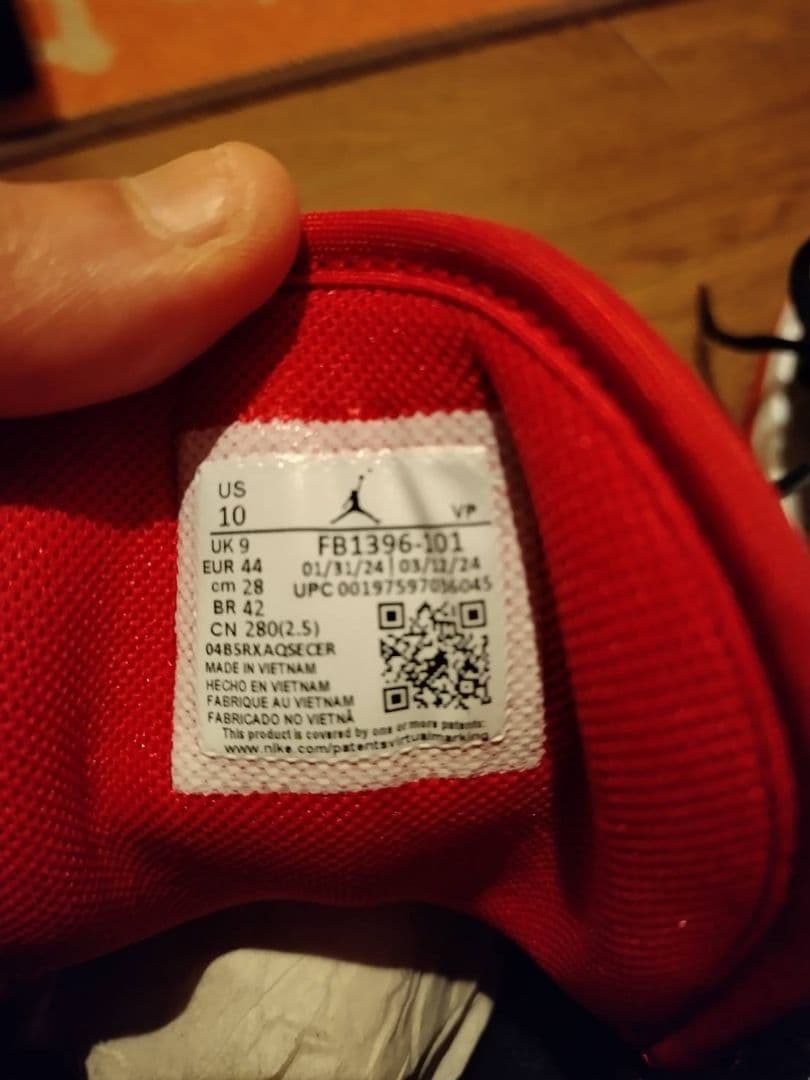 US
10
VP
UK 9
FB1396-101
EUR 44
01/31/24 | 03/12/24
cm 28
UPC 00197597036045
BR 42
CN 280(2.5)
04B5RXAQSECER
MADE IN VIETNAM
HECHO EN VIETNAM
FABRIQUE AU VIETNAM
FABRICADO NO VIETNÃ
This product is covered by one or more patents:
www.nike.com/patentsvirtualmarking